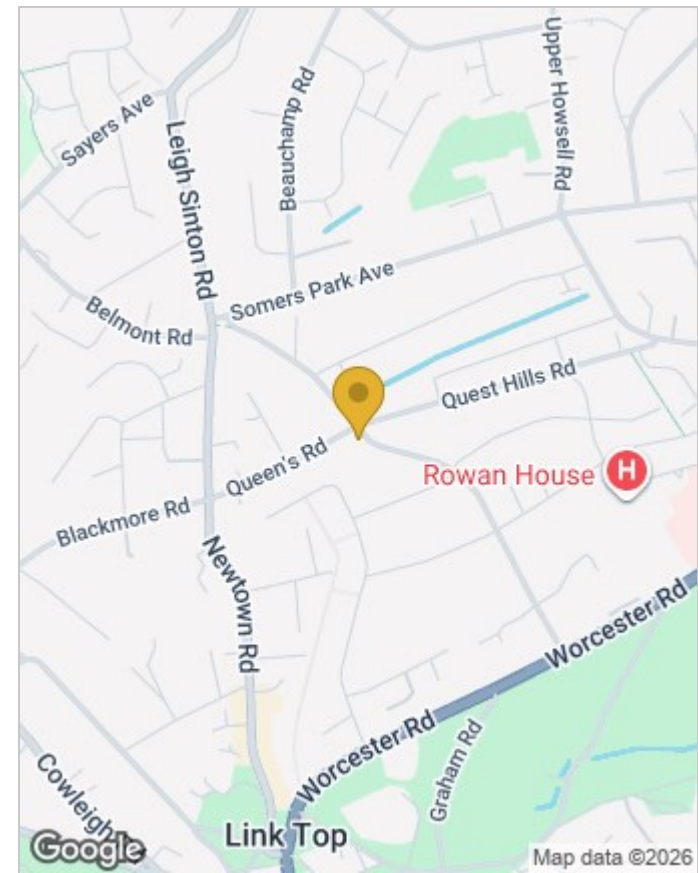 Upper Howsell Rd
Beauchamp Rd
Sayers Ave
Leigh Sinton Rd
Somers Park Ave
Belmont Rd
Quest Hills Rd
Queen's Rd
Rowan House
H
Blackmore Rd
Newtown Rd
Worcester Rd
Worcester Rd
Graham Rd
Cowleigh
Link Top
Google
Map data ©2026